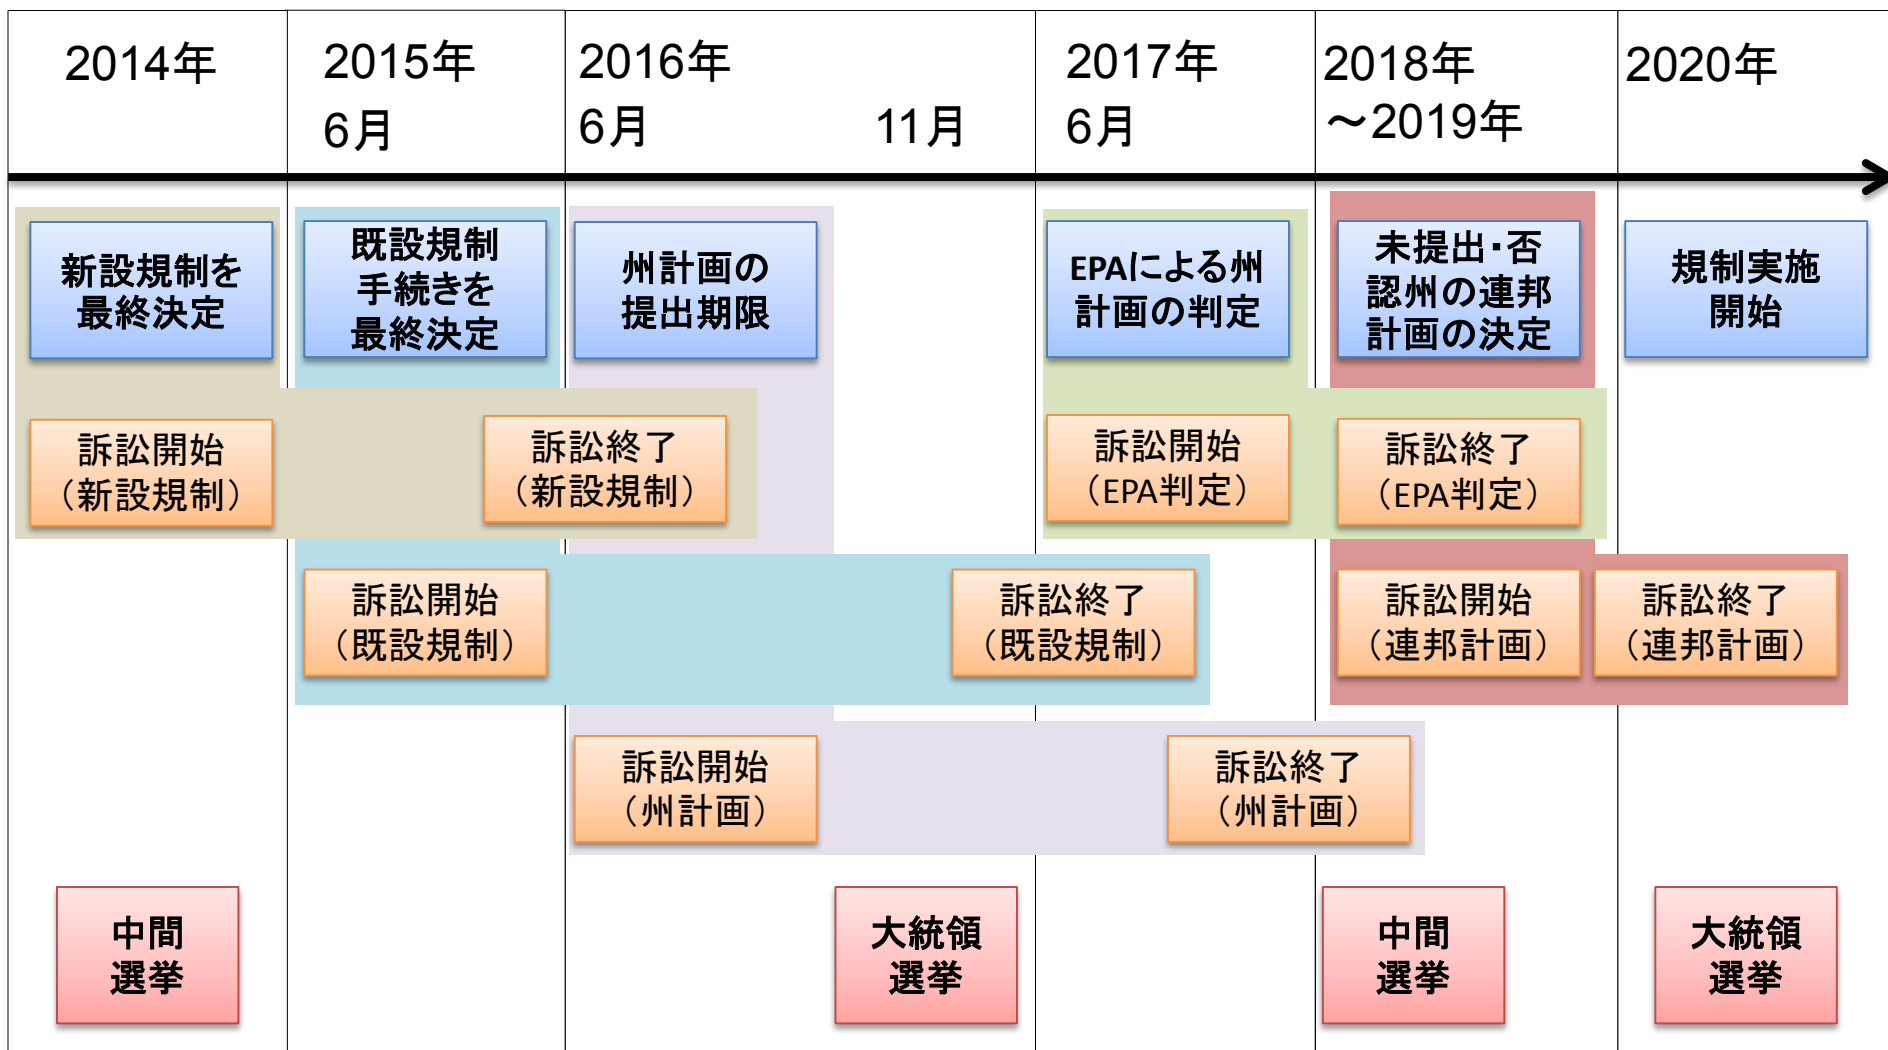 2014年
2015年
6月
2016年
6月
11月
2017年
6月
2018年
～2019年
2020年
新設規制を
最終決定
既設規制
手続きを
最終決定
州計画の
提出期限
EPAによる州
計画の判定
未提出・否
認州の連邦
計画の決定
規制実施
開始
訴訟開始
（新設規制）
訴訟終了
（新設規制）
訴訟開始
（EPA判定）
訴訟終了
（EPA判定）
訴訟開始
（既設規制）
訴訟終了
（既設規制）
訴訟開始
（連邦計画）
訴訟終了
（連邦計画）
訴訟開始
（州計画）
訴訟終了
（州計画）
中間
選挙
大統領
選挙
中間
選挙
大統領
選挙